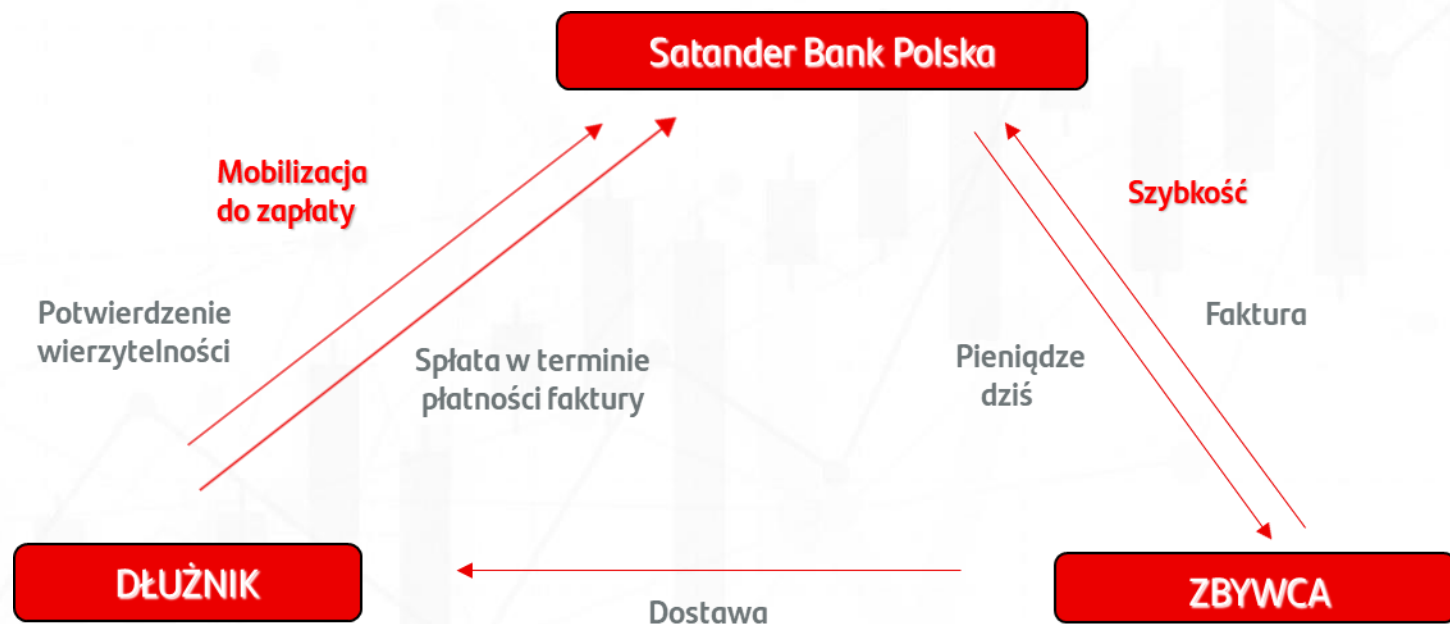 Satander Bank Polska
Mobilizacja
do zapłaty
Szybkość
Potwierdzenie
wierzytelności
Spłata w terminie
płatności faktury
Pieniądze
dziś
Faktura
DŁUŻNIK
Dostawa
ZBYWCA